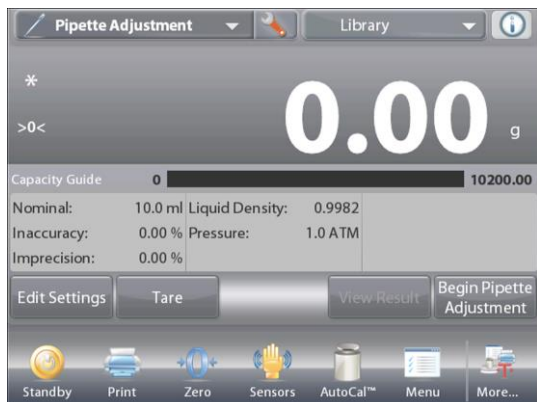 Pipette Adjustment
Library
*
>0<
0.00 g
Capacity Guide 0 10200.00
Nominal: 10.0 ml Liquid Density: 0.9982
Inaccuracy: 0.00 % Pressure: 1.0 ATM
Imprecision: 0.00 %
Edit Settings Tare View Result Begin Pipette
Adjustment
Standby Print Zero Sensors AutoCal™ Menu More...